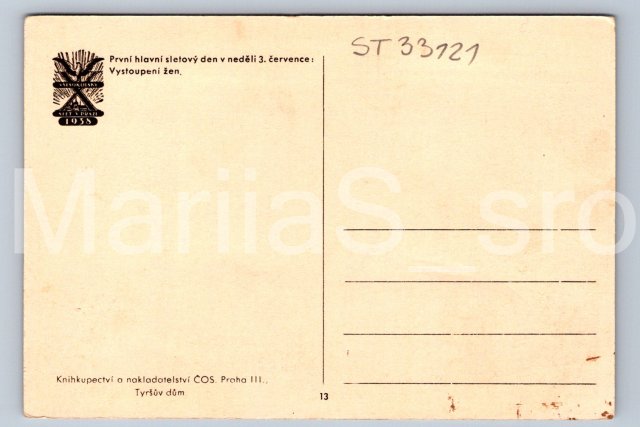 První hlavní sletový den v neděli 3. července:
Vystoupení žen.
ST 33121
VŠESOKOLSKÝ
SLET V PRAZE
1938
MariiaS_sro
Knihkupectví a nakladatelství ČOS. Praha III.,
Tyršův dům
13